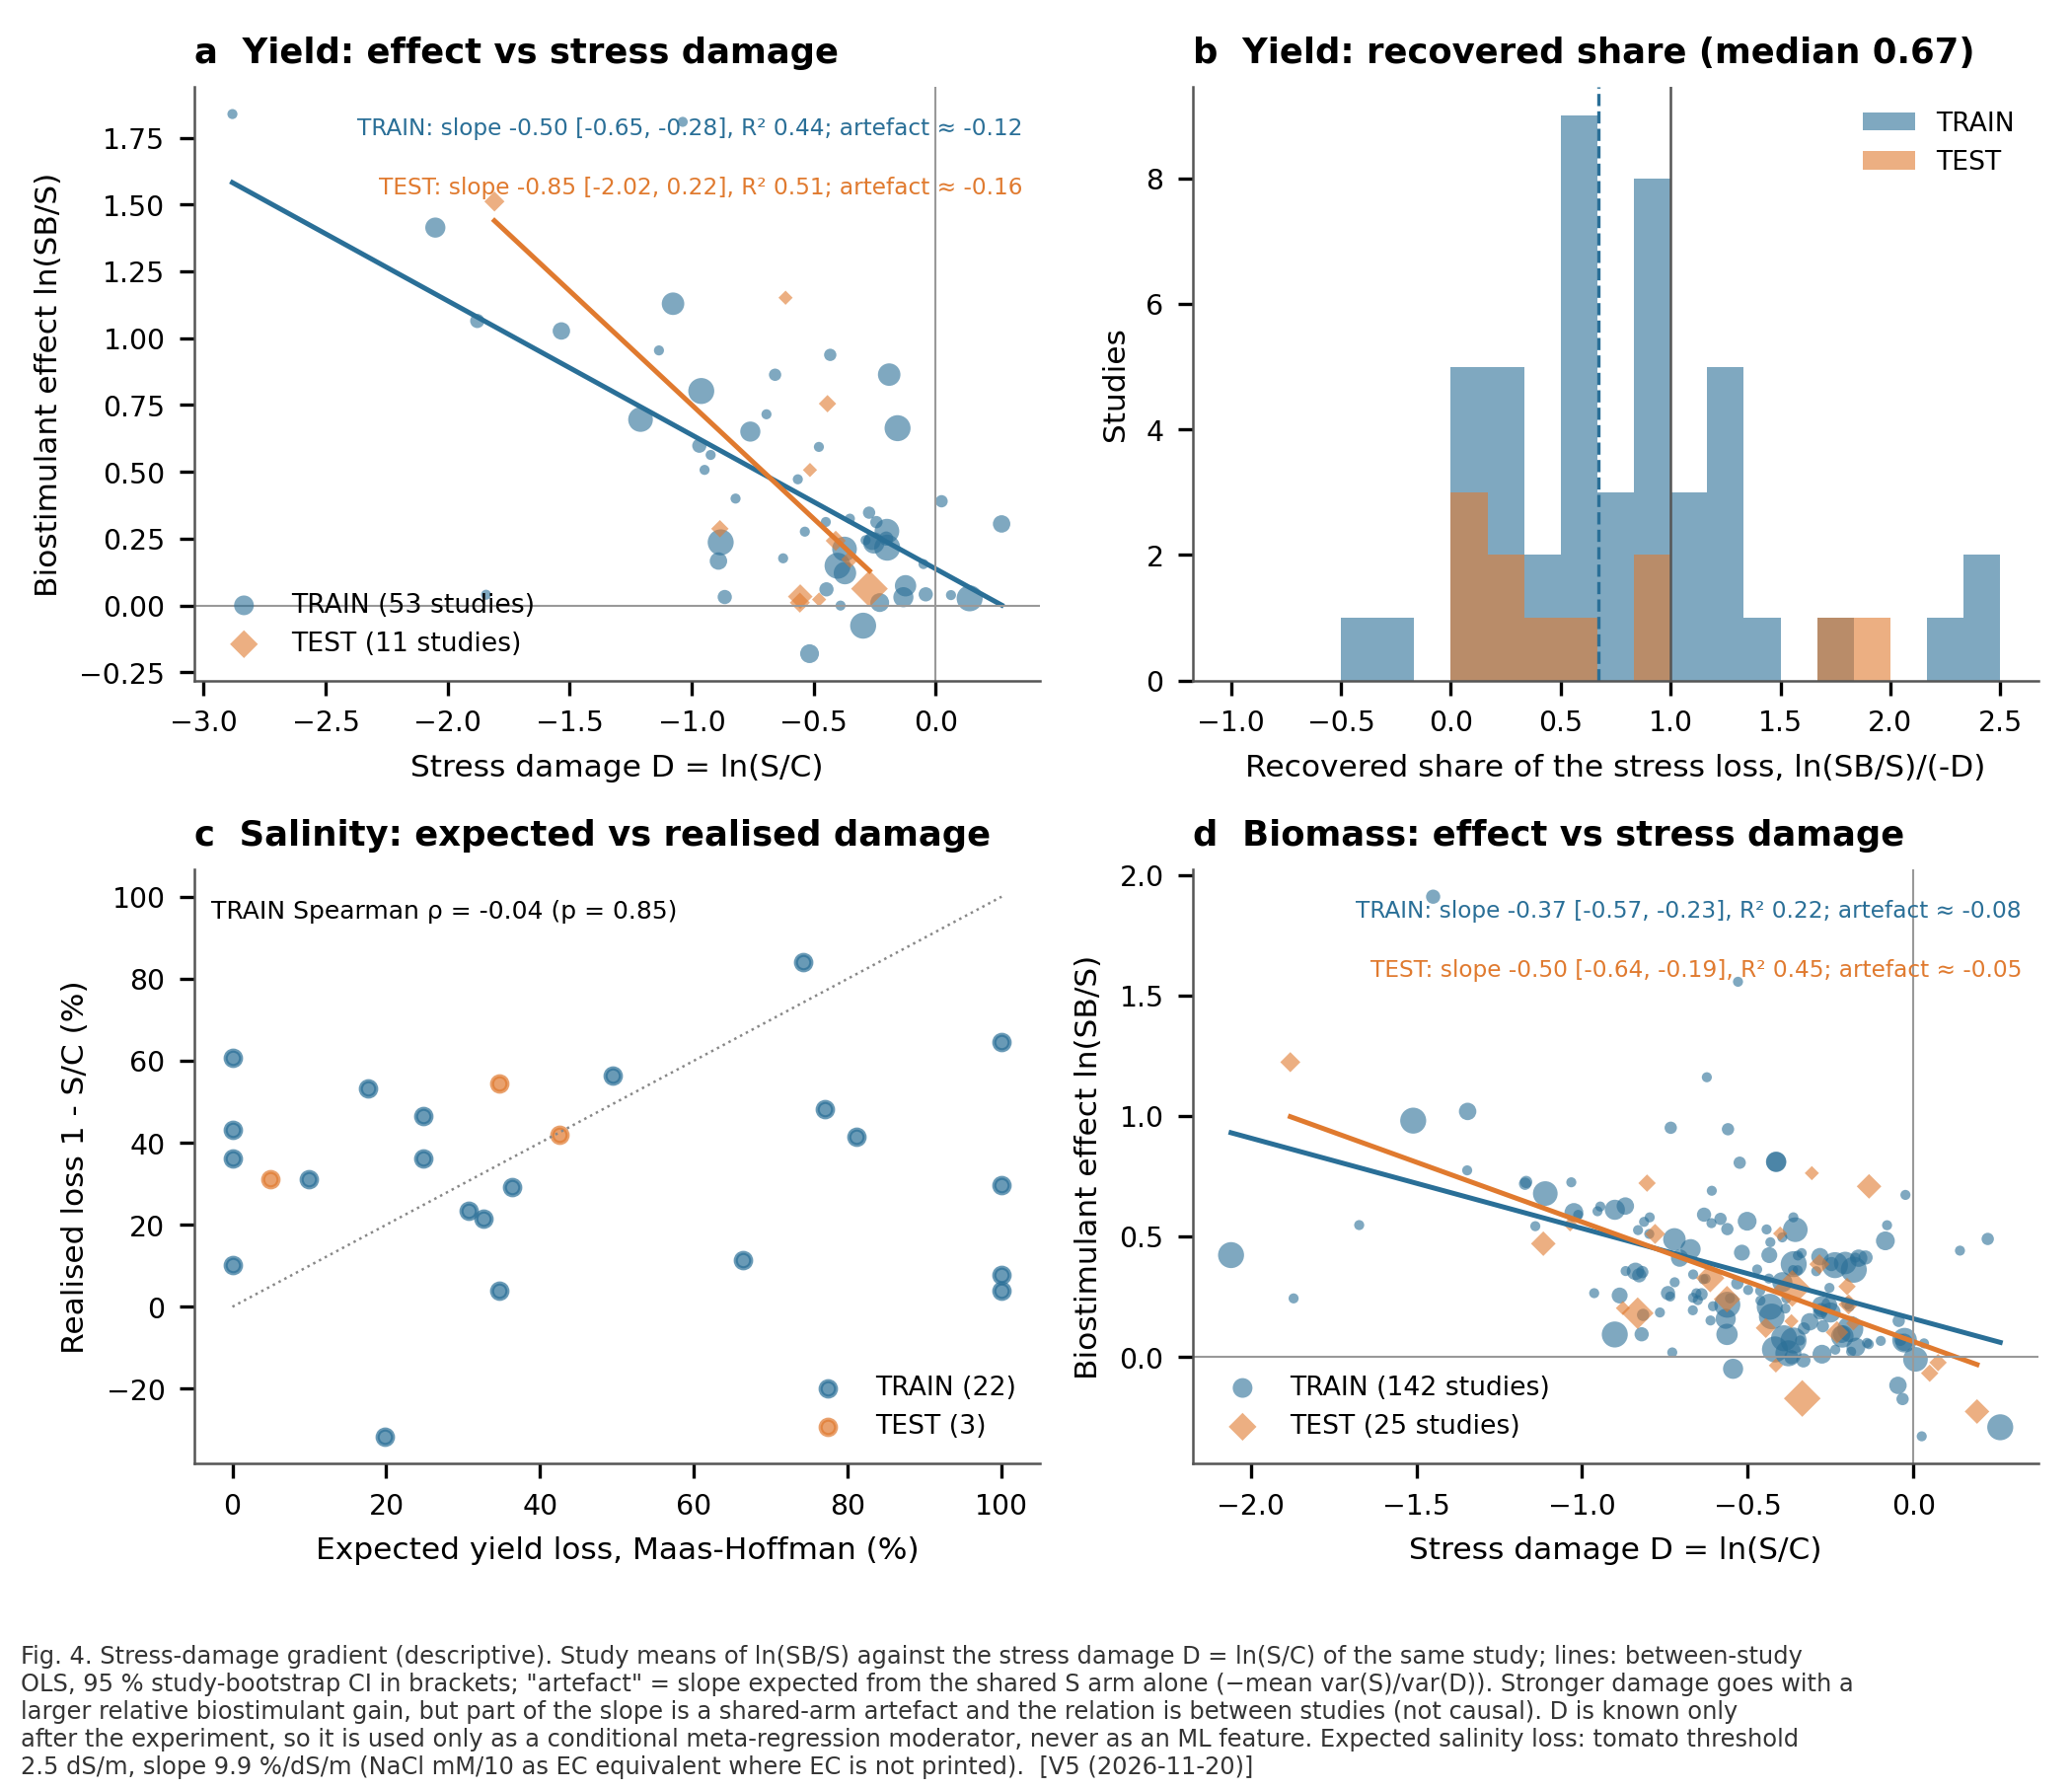 a  Yield: effect vs stress damage
TRAIN: slope -0.50 [-0.65, -0.28], R² 0.44; artefact ≈ -0.12
TEST: slope -0.85 [-2.02, 0.22], R² 0.51; artefact ≈ -0.16
Biostimulant effect ln(SB/S)
1.75
1.50
1.25
1.00
0.75
0.50
0.25
0.00
−0.25
TRAIN (53 studies)
TEST (11 studies)
−3.0 −2.5 −2.0 −1.5 −1.0 −0.5 0.0
Stress damage D = ln(S/C)
b  Yield: recovered share (median 0.67)
TRAIN
TEST
Studies
8
6
4
2
0
−1.0 −0.5 0.0 0.5 1.0 1.5 2.0 2.5
Recovered share of the stress loss, ln(SB/S)/(-D)
c  Salinity: expected vs realised damage
TRAIN Spearman ρ = -0.04 (p = 0.85)
Realised loss 1 - S/C (%)
100
80
60
40
20
0
−20
TRAIN (22)
TEST (3)
0 20 40 60 80 100
Expected yield loss, Maas-Hoffman (%)
d  Biomass: effect vs stress damage
TRAIN: slope -0.37 [-0.57, -0.23], R² 0.22; artefact ≈ -0.08
TEST: slope -0.50 [-0.64, -0.19], R² 0.45; artefact ≈ -0.05
Biostimulant effect ln(SB/S)
2.0
1.5
1.0
0.5
0.0
TRAIN (142 studies)
TEST (25 studies)
−2.0 −1.5 −1.0 −0.5 0.0
Stress damage D = ln(S/C)
Fig. 4. Stress-damage gradient (descriptive). Study means of ln(SB/S) against the stress damage D = ln(S/C) of the same study; lines: between-study
OLS, 95 % study-bootstrap CI in brackets; "artefact" = slope expected from the shared S arm alone (−mean var(S)/var(D)). Stronger damage goes with a
larger relative biostimulant gain, but part of the slope is a shared-arm artefact and the relation is between studies (not causal). D is known only
after the experiment, so it is used only as a conditional meta-regression moderator, never as an ML feature. Expected salinity loss: tomato threshold
2.5 dS/m, slope 9.9 %/dS/m (NaCl mM/10 as EC equivalent where EC is not printed).  [V5 (2026-11-20)]